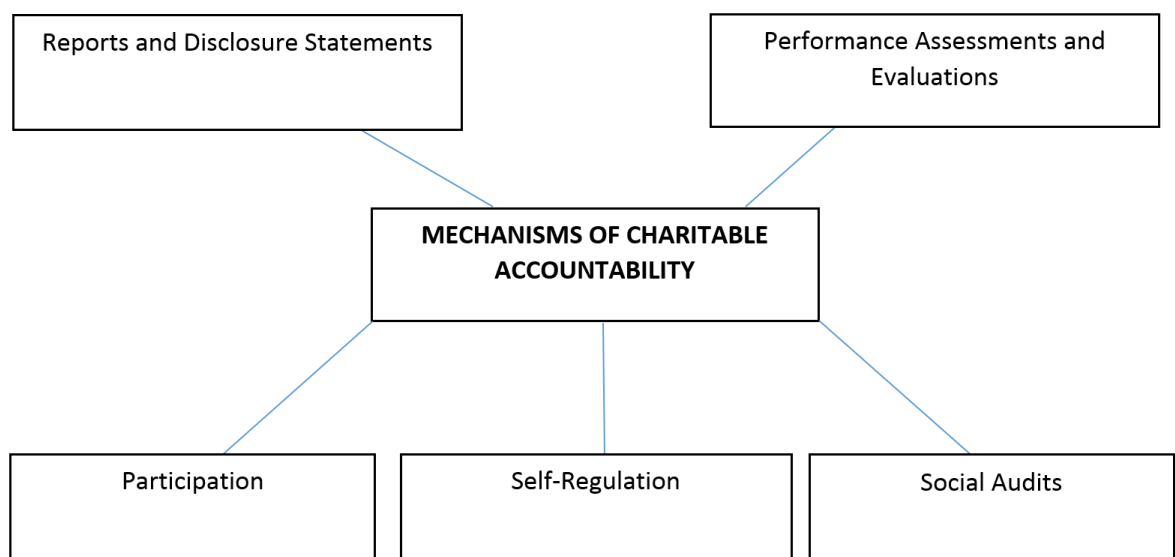 Reports and Disclosure Statements
Performance Assessments and
Evaluations
MECHANISMS OF CHARITABLE
ACCOUNTABILITY
Participation
Self-Regulation
Social Audits